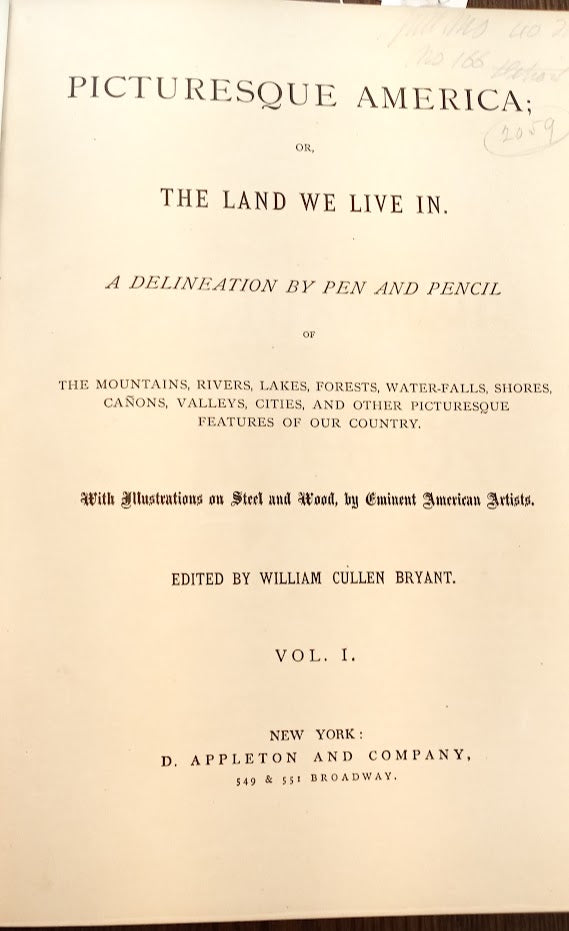 no 166 Detroit
2059
PICTURESQUE AMERICA;
OR,
THE LAND WE LIVE IN.
A DELINEATION BY PEN AND PENCIL
OF
THE MOUNTAINS, RIVERS, LAKES, FORESTS, WATER-FALLS, SHORES,
CAÑONS, VALLEYS, CITIES, AND OTHER PICTURESQUE
FEATURES OF OUR COUNTRY.
With Illustrations on Steel and Wood, by Eminent American Artists.
EDITED BY WILLIAM CULLEN BRYANT.
VOL. I.
NEW YORK:
D. APPLETON AND COMPANY,
549 & 551 BROADWAY.